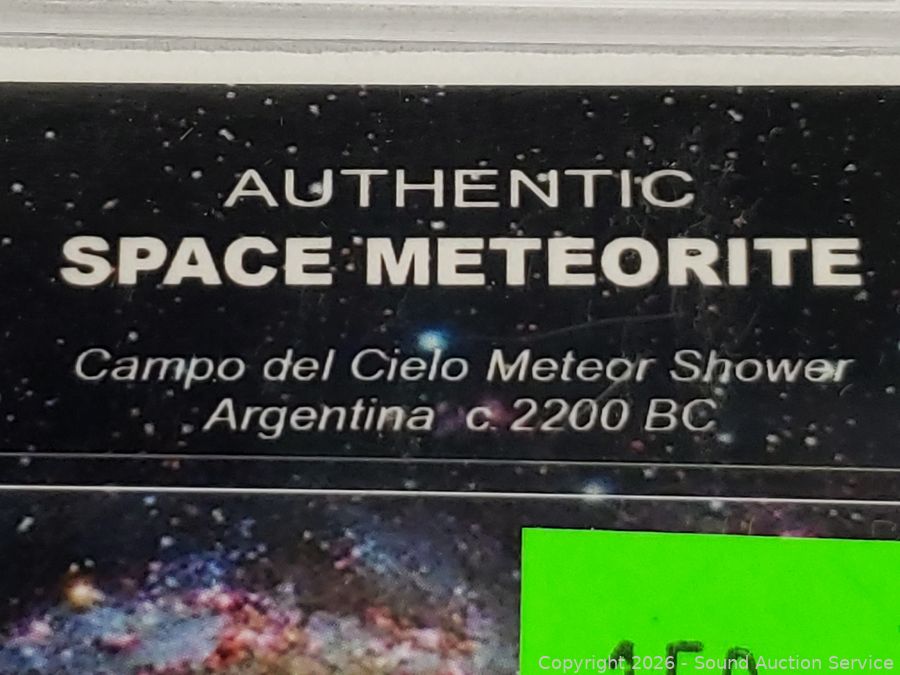 AUTHENTIC
SPACE METEORITE
Campo del Cielo Meteor Shower
Argentina c 2200 BC
Copyright 2026 - Sound Auction Service